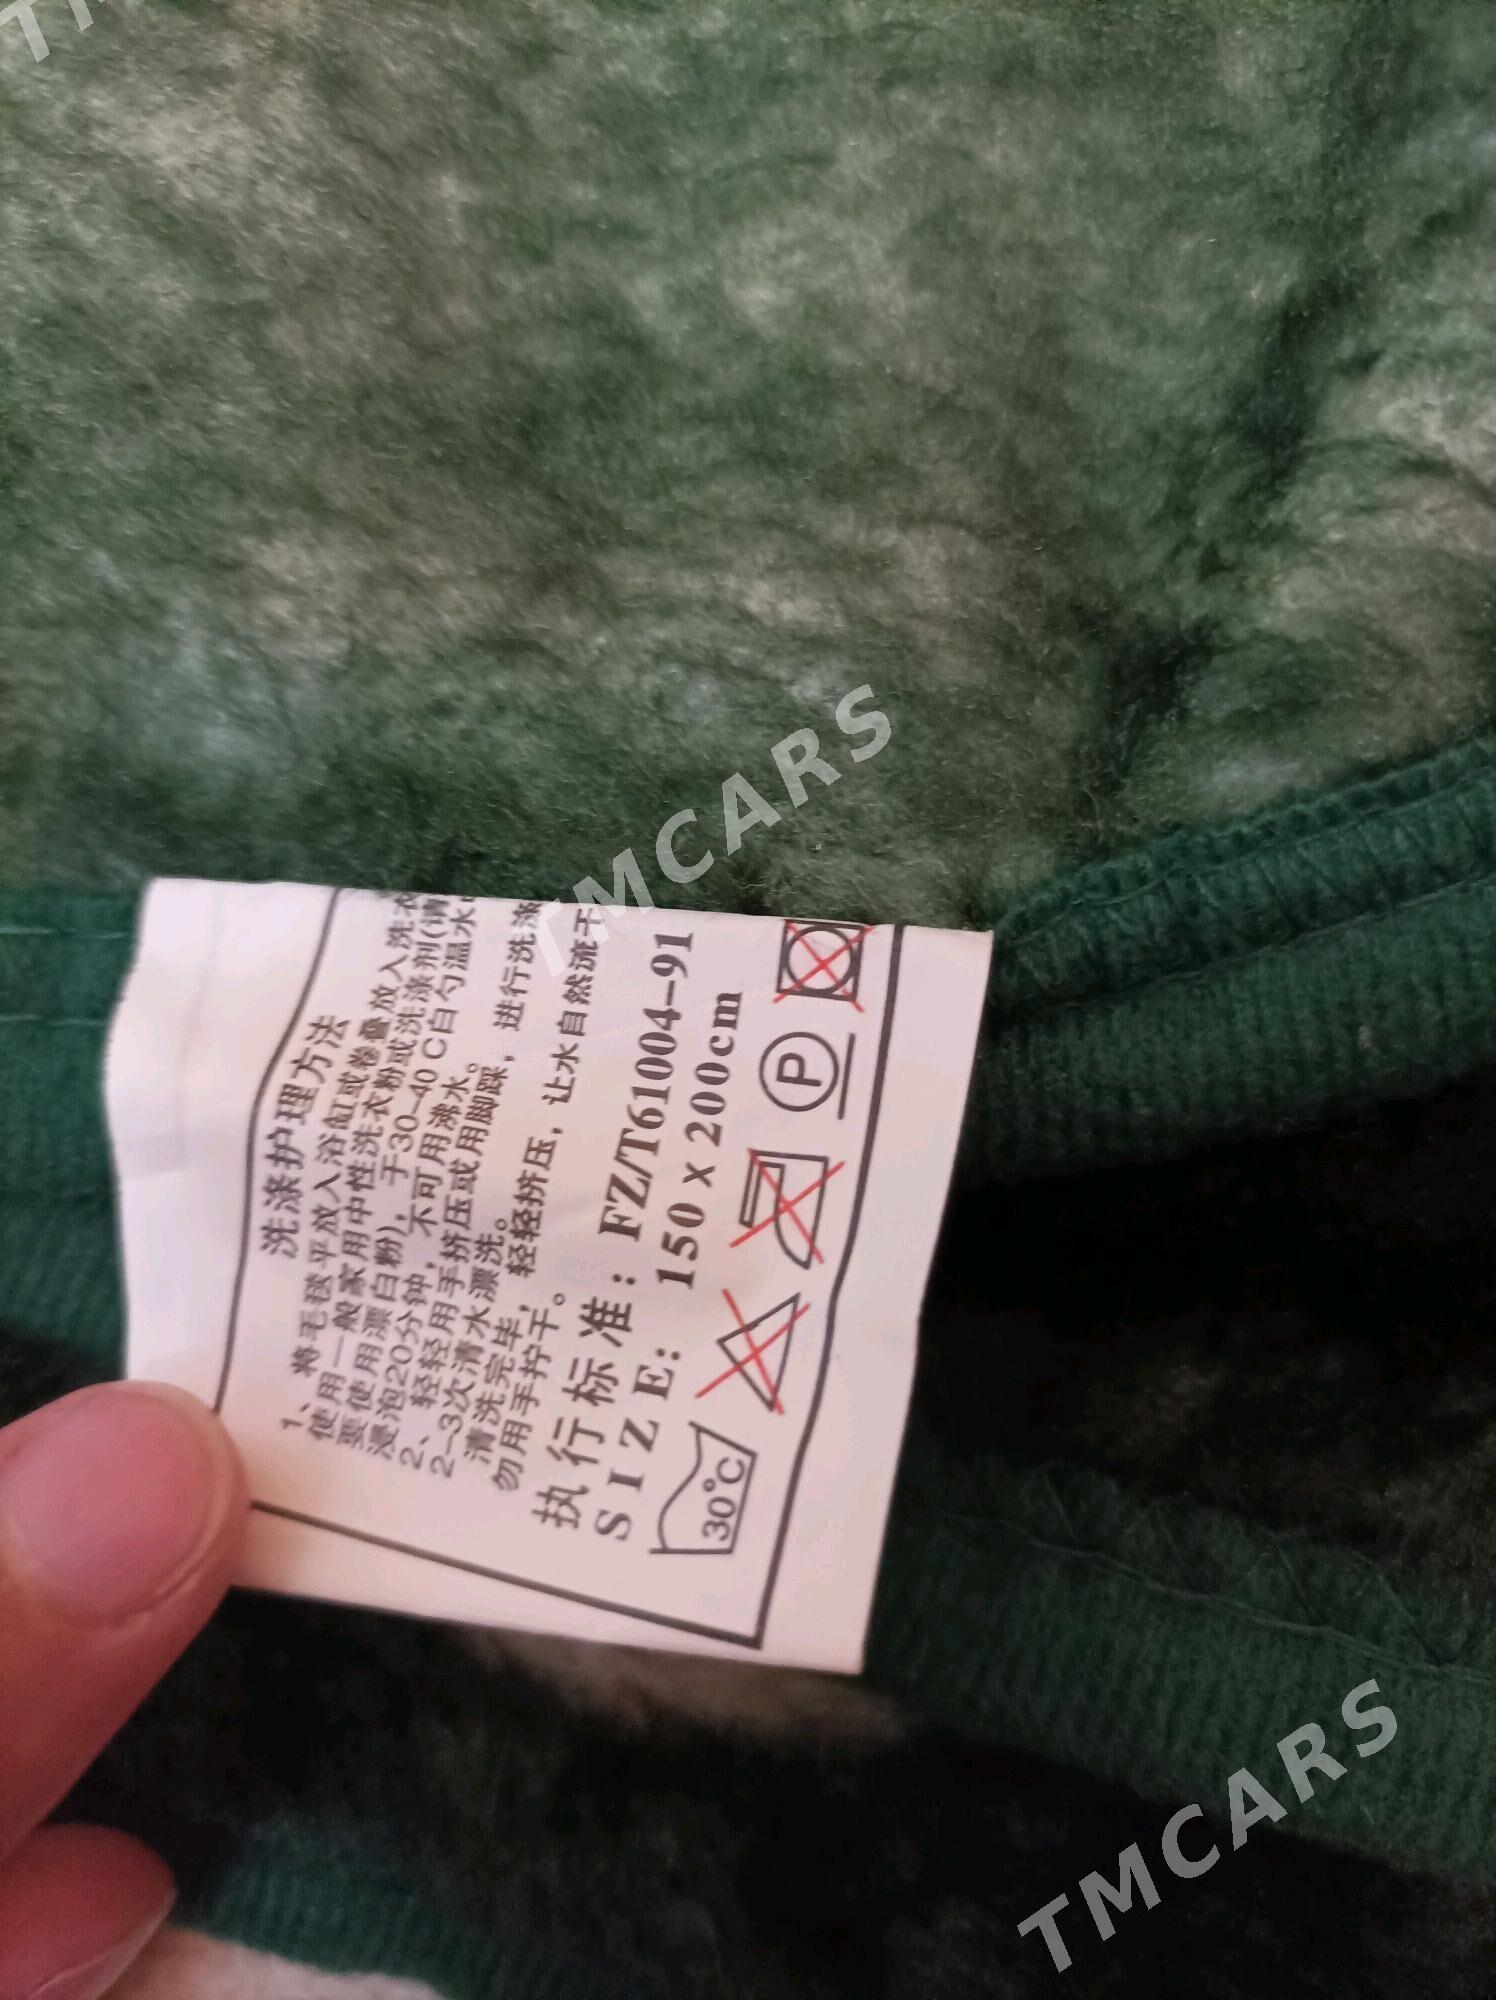 洗涤护理方法
1、将毛毯平放入浴缸或卷叠放入洗衣
使用一般家用中性洗衣粉或洗涤剂(请
要使用漂白粉)，于30-40℃白勺温水
浸泡20分钟，不可用沸水。
2、轻轻用手挤压或用脚踩，进行洗涤
2-3次清水漂洗。
清洗完毕，轻轻挤压，让水自然流干
勿用手拧干。
执行标准：FZ/T61004-91
SIZE: 150 x 200cm
30°C P
TMCARS
TMCARS